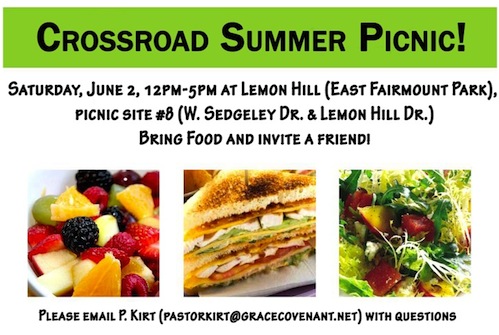 Crossroad Summer Picnic!
Saturday, June 2, 12pm-5pm at Lemon Hill (East Fairmount Park),
picnic site #8 (W. Sedgeley Dr. & Lemon Hill Dr.)
Bring Food and invite a friend!
Please email P. Kirt (pastorkirt@gracecovenant.net) with questions